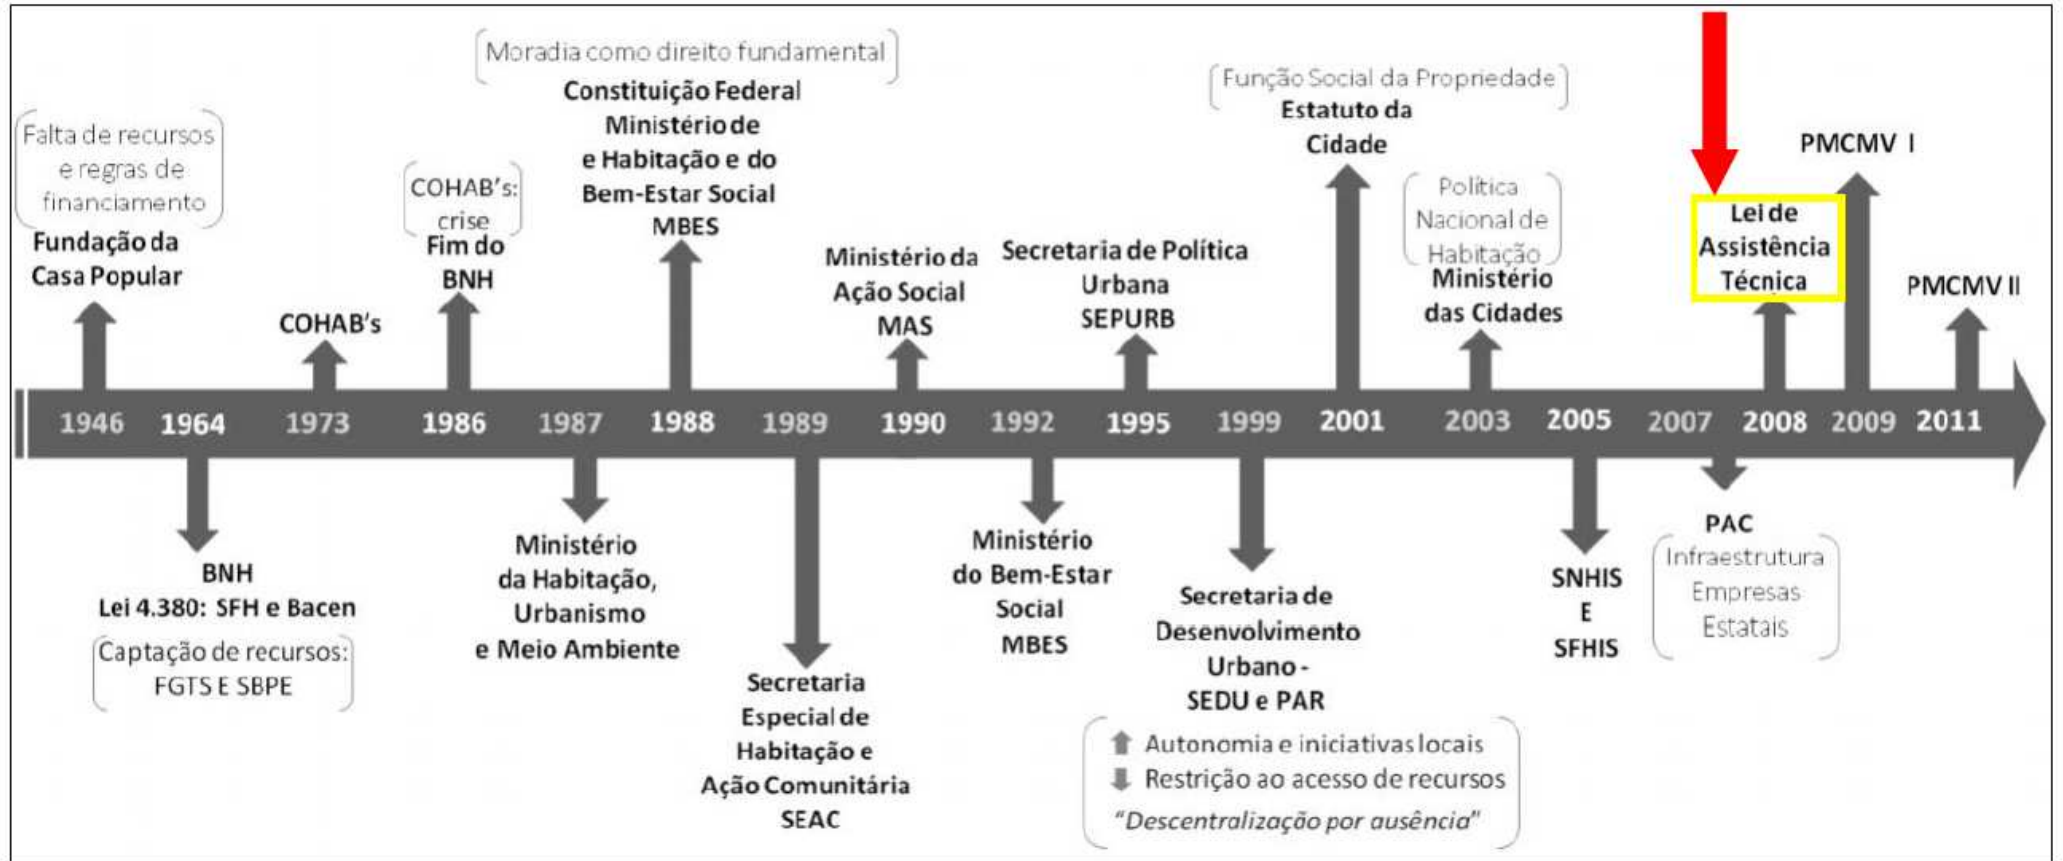 Falta de recursos
e regras de
financiamento
Fundação da
Casa Popular
COHAB's
COHAB's:
crise
Fim do
BNH
Moradia como direito fundamental
Constituição Federal
Ministério de
e Habitação e do
Bem-Estar Social
MBES
Ministério da
Ação Social
MAS
Secretaria de Política
Urbana
SEPURB
Função Social da Propriedade
Estatuto da
Cidade
Política
Nacional de
Habitação
Ministério
das Cidades
Lei de
Assistência
Técnica
PMCMV I
PMCMV II
1946 1964 1973 1986 1987 1988 1989 1990 1992 1995 1999 2001 2003 2005 2007 2008 2009 2011
BNH
Lei 4.380: SFH e Bacen
Captação de recursos:
FGTS E SBPE
Ministério
da Habitação,
Urbanismo
e Meio Ambiente
Secretaria
Especial de
Habitação e
Ação Comunitária
SEAC
Ministério
do Bem-Estar
Social
MBES
Secretaria de
Desenvolvimento
Urbano -
SEDU e PAR
Autonomia e iniciativas locais
Restrição ao acesso de recursos
"Descentralização por ausência"
SNHIS
E
SFHIS
PAC
Infraestrutura
Empresas
Estatais